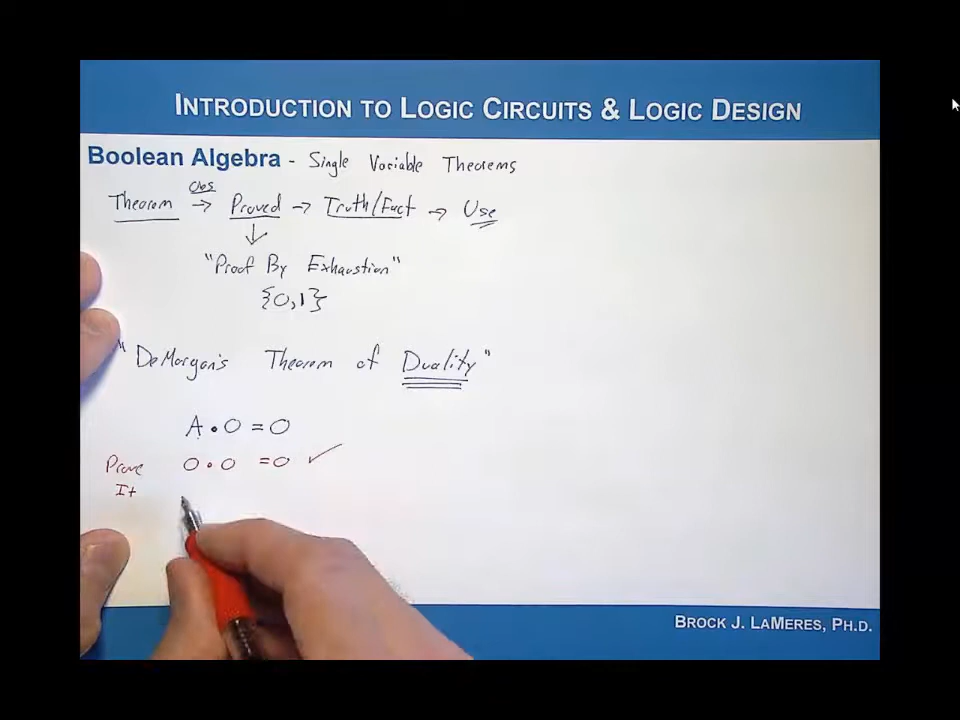 INTRODUCTION TO LOGIC CIRCUITS & LOGIC DESIGN
Boolean Algebra - Single Variable Theorems
Theorem → Proved → Truth/Fact → Use
↓
"Proof By Exhaustion"
{0,1}
"DeMorgan's Theorem of Duality"
A • 0 = 0
Prove 0 • 0 = 0 ✓
It
BROCK J. LAMERES, PH.D.